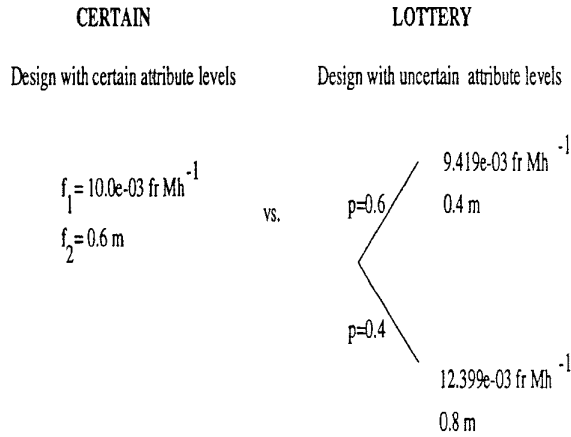 CERTAIN
Design with certain attribute levels
f1 = 10.0e-03 fr Mh-1
f2 = 0.6 m
vs.
LOTTERY
Design with uncertain attribute levels
p=0.6
9.419e-03 fr Mh-1
0.4 m
p=0.4
12.399e-03 fr Mh-1
0.8 m